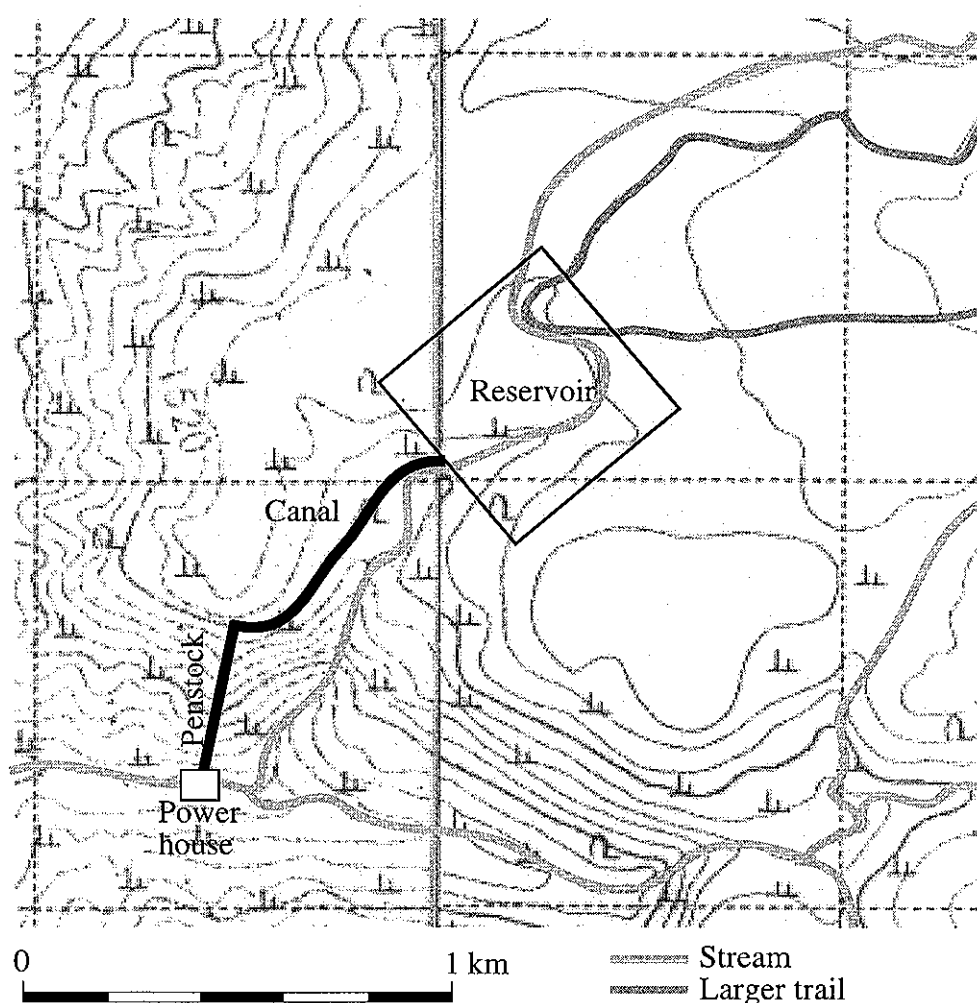 Reservoir
Canal
Penstock
Power
house
0 1 km
Stream
Larger trail